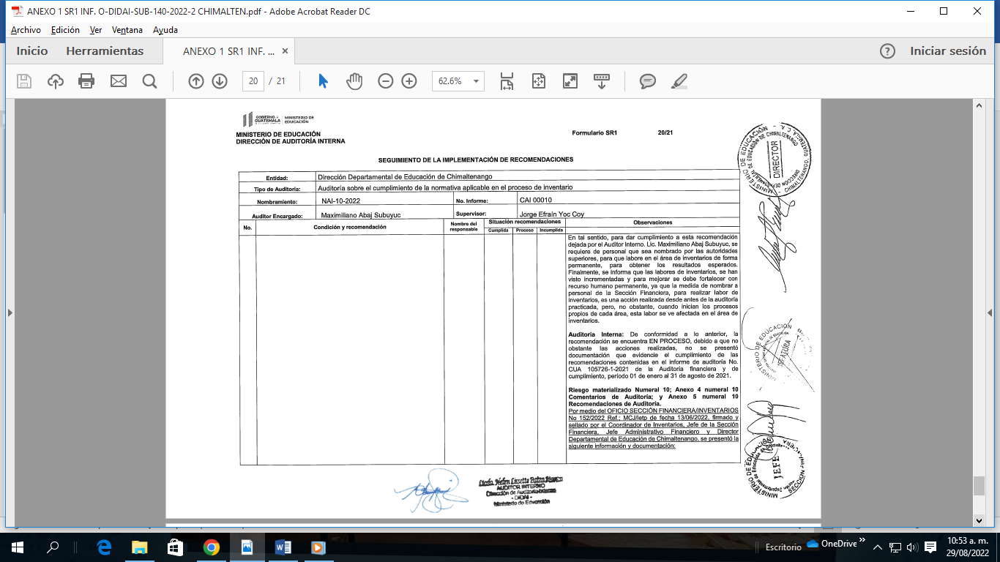 ANEXO 1 SR1 INF. O-DIDAI-SUB-140-2022-2 CHIMALTEN.pdf - Adobe Acrobat Reader DC
Archivo Edición Ver Ventana Ayuda
Inicio Herramientas ANEXO 1 SR1 INF. ... × Iniciar sesión
20 / 21 62.6%
GOBIERNO de GUATEMALA MINISTERIO DE EDUCACIÓN
MINISTERIO DE EDUCACIÓN
DIRECCIÓN DE AUDITORÍA INTERNA
Formulario SR1 20/21
SEGUIMIENTO DE LA IMPLEMENTACIÓN DE RECOMENDACIONES
Entidad: Dirección Departamental de Educación de Chimaltenango
Tipo de Auditoría: Auditoría sobre el cumplimiento de la normativa aplicable en el proceso de inventario
Nombramiento: NAI-10-2022 No. Informe: CAI 00010
Auditor Encargado: Maximiliano Abaj Subuyuc Supervisor: Jorge Efraín Yoc Coy
No. Condición y recomendación Nombre del responsable Situación recomendaciones Observaciones
Cumplida Proceso Incumplida
En tal sentido, para dar cumplimiento a esta recomendación
dejada por el Auditor Interno. Lic. Maximiliano Abaj Subuyuc, se
requiere de personal que sea nombrado por las autoridades
superiores, para que labore en el área de inventarios de forma
permanente, para obtener los resultados esperados.
Finalmente, se informa que las labores de inventarios, se han
visto incrementadas y para mejorar se debe fortalecer con
recurso humano permanente, ya que la medida de nombrar a
personal de la Sección Financiera, para realizar labor de
inventarios, es una acción realizada desde antes de la auditoría
practicada, pero, no obstante, cuando inician los procesos
propios de cada área, esta labor se ve afectada en el área de
inventarios.
Auditoría Interna: De conformidad a lo anterior, la
recomendación se encuentra EN PROCESO, debido a que no
obstante las acciones realizadas, no se presentó
documentación que evidencie el cumplimiento de las
recomendaciones contenidas en el informe de auditoría No.
CUA 105726-1-2021 de la Auditoría financiera y de
cumplimiento, período 01 de enero al 31 de agosto de 2021.
Riesgo materializado Numeral 10; Anexo 4 numeral 10
Comentarios de Auditoría; y Anexo 5 numeral 10
Recomendaciones de Auditoría.
Por medio del OFICIO SECCIÓN FINANCIERA/INVENTARIOS
No 152/2022 Ref.: MCJ/letp de fecha 13/06/2022, firmado y
sellado por el Coordinador de Inventarios, Jefe de la Sección
Financiera, Jefe Administrativo Financiero y Director
Departamental de Educación de Chimaltenango, se presentó la
siguiente información y documentación:
MINISTERIO DE EDUCACIÓN
DIRECTOR
CHIMALTENANGO, GUATEMALA, C. A.
MINISTERIO DE EDUCACION
JEFATURA
JEFE
AUDITOR INTERNO
Dirección de Auditoría Interna
- DIDAI -
Ministerio de Educación
Escritorio OneDrive 10:53 a. m.
29/08/2022